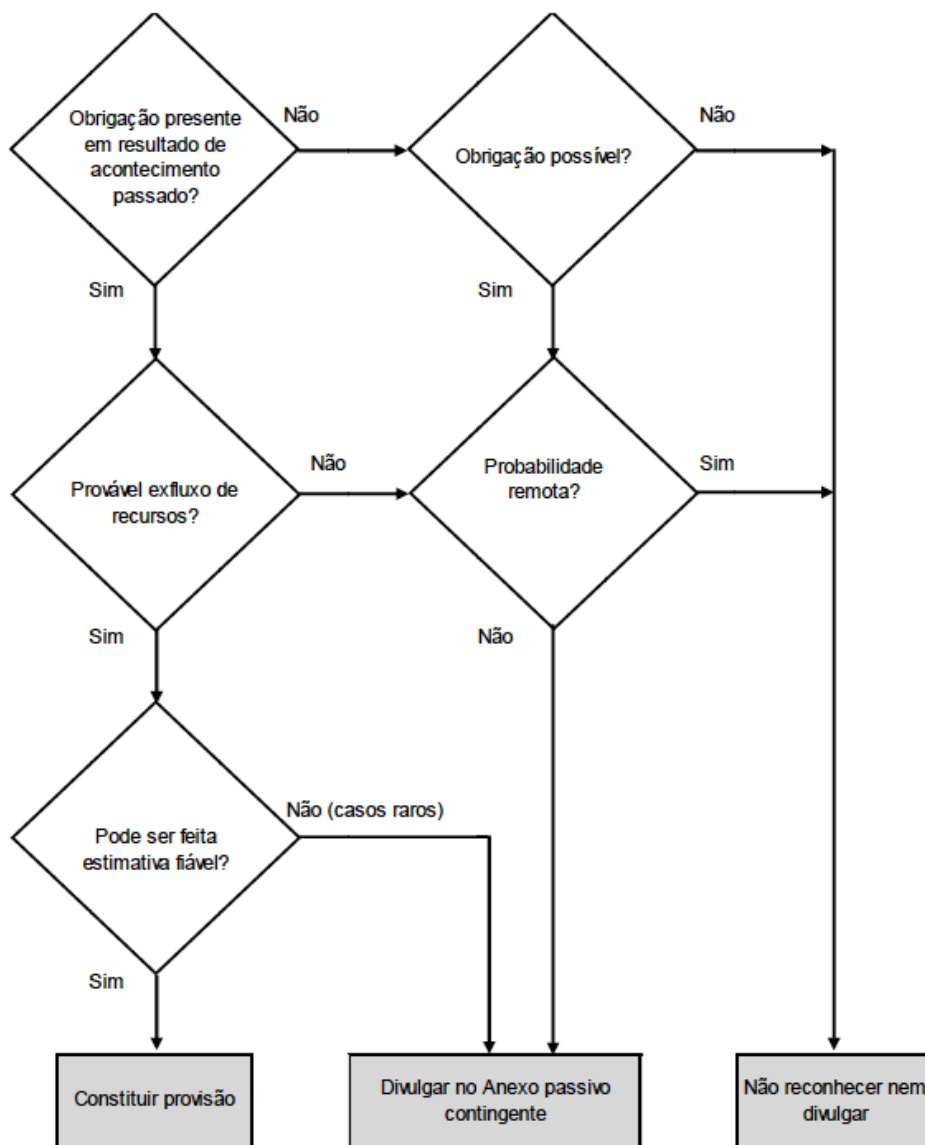 Obrigação presente
em resultado de
acontecimento
passado?
Não
Obrigação possível?
Não
Sim
Sim
Provável exfluxo de
recursos?
Não
Probabilidade
remota?
Sim
Sim
Não
Pode ser feita
estimativa fiável?
Não (casos raros)
Sim
Constituir provisão
Divulgar no Anexo passivo
contingente
Não reconhecer nem
divulgar